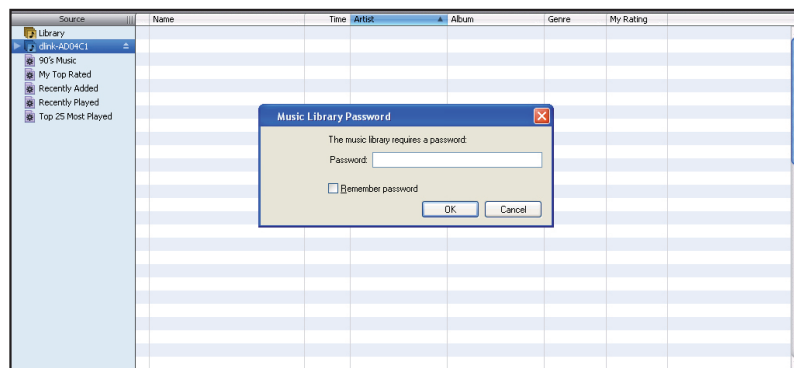 Source Name Time Artist Album Genre My Rating
Library
dlink-AD04C1
90's Music
My Top Rated
Recently Added
Recently Played
Top 25 Most Played
Music Library Password
The music library requires a password:
Password:
Remember password
OK Cancel